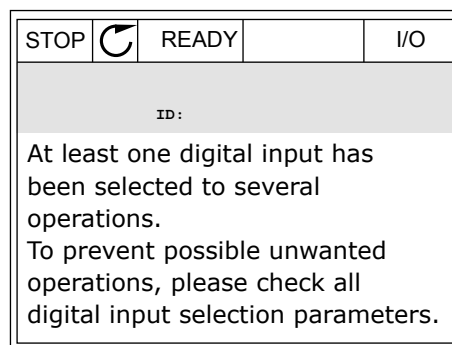 STOP READY I/O
ID:
At least one digital input has
been selected to several
operations.
To prevent possible unwanted
operations, please check all
digital input selection parameters.